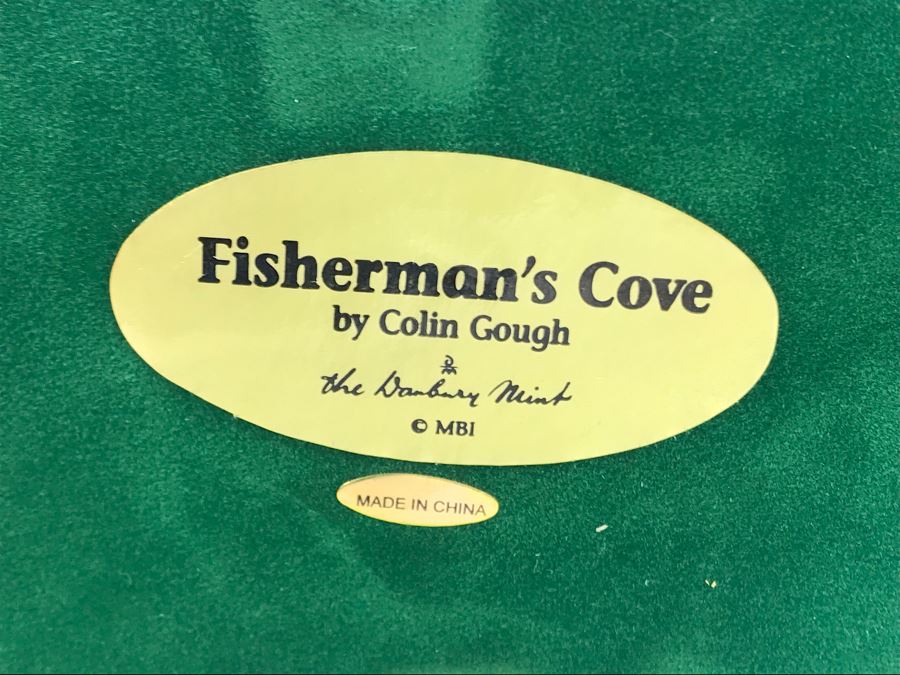 Fisherman's Cove
by Colin Gough
the Danbury Mint
© MBI
MADE IN CHINA